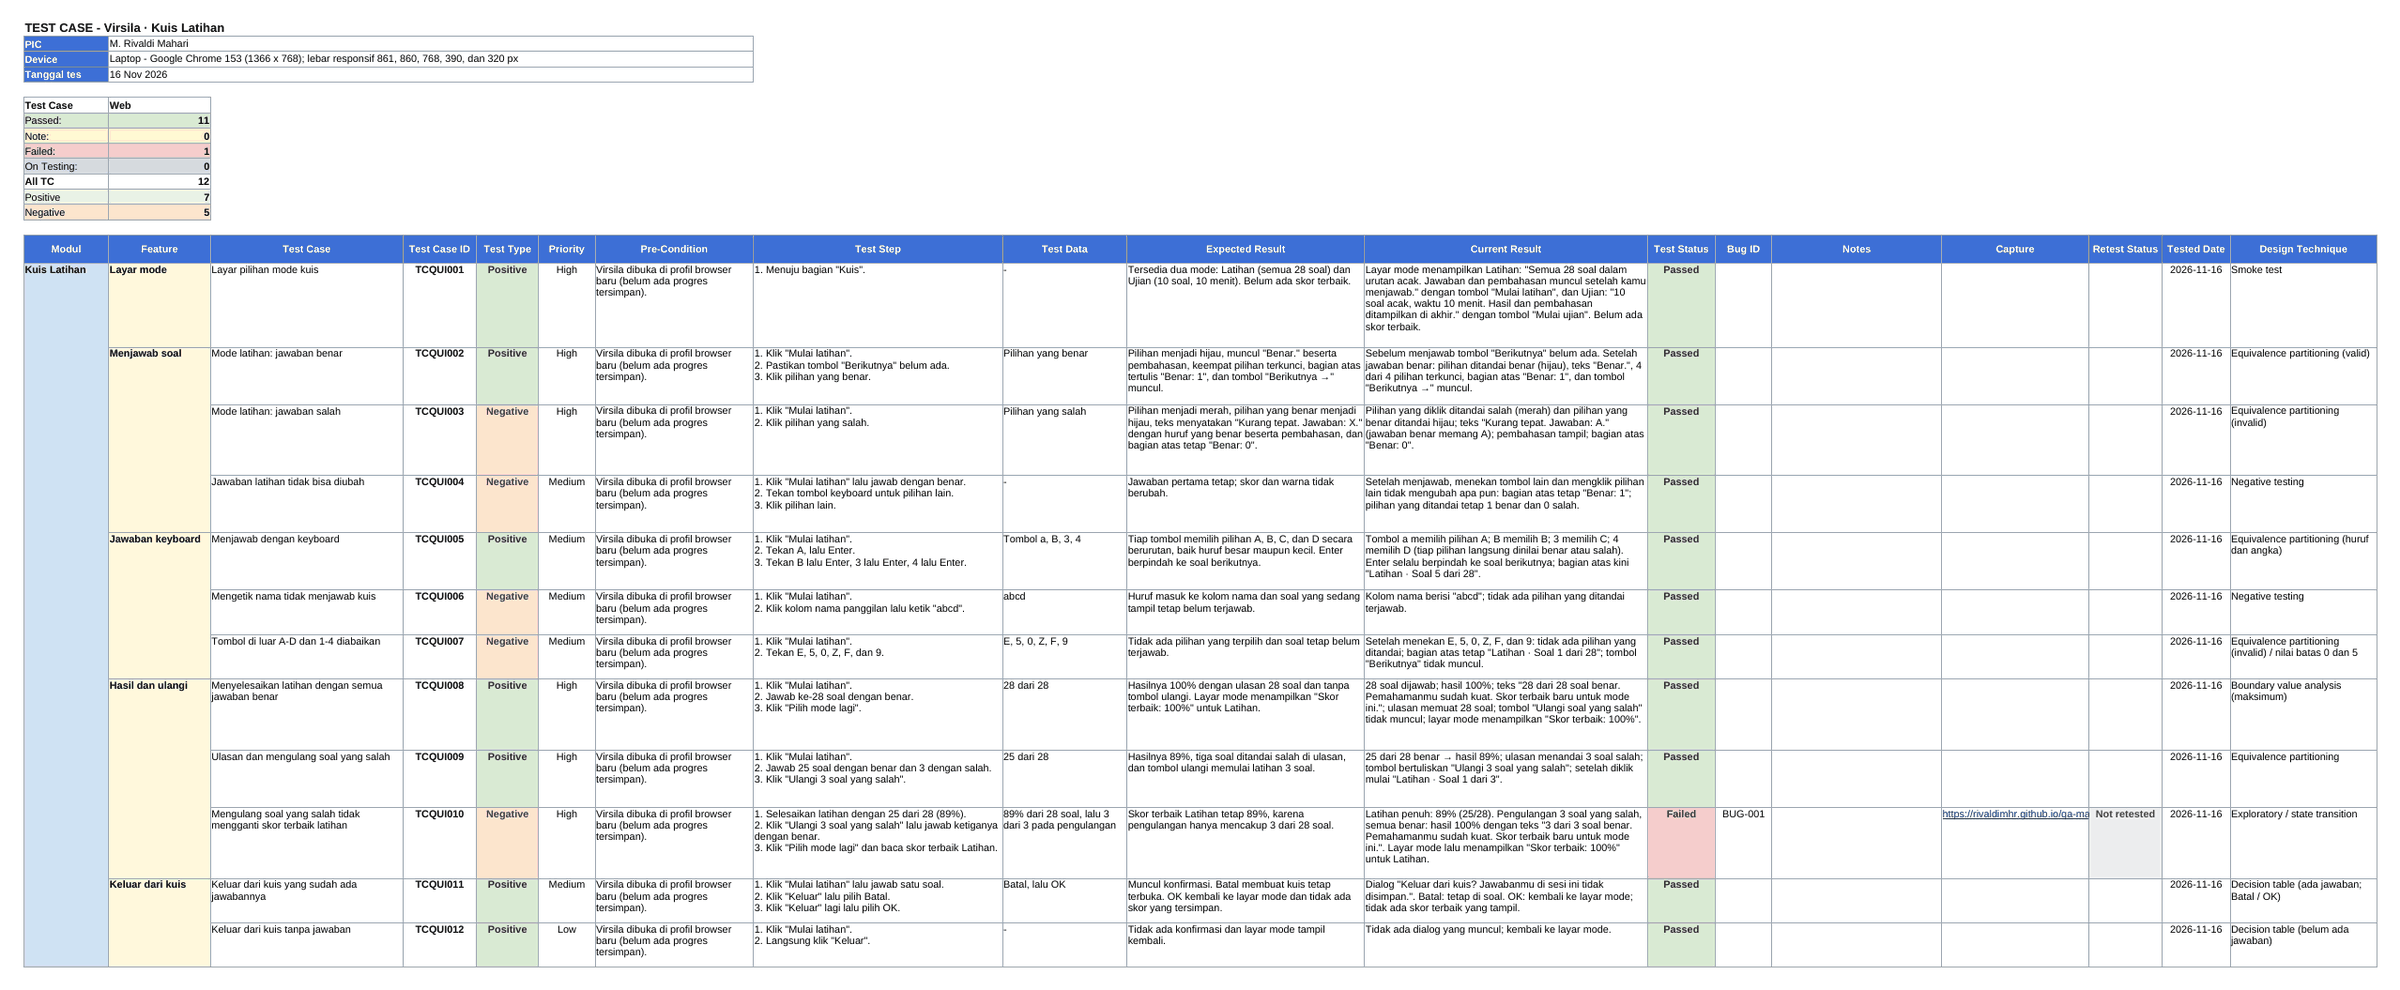 TEST CASE - Virsila · Kuis Latihan
PIC M. Rivaldi Mahari
Device Laptop - Google Chrome 153 (1366 x 768); lebar responsif 861, 860, 768, 390, dan 320 px
Tanggal tes 16 Nov 2026
Test Case Web
Passed: 11
Note: 0
Failed: 1
On Testing: 0
All TC 12
Positive 7
Negative 5
Modul Feature Test Case Test Case ID Test Type Priority Pre-Condition Test Step Test Data Expected Result Current Result Test Status Bug ID Notes Capture Retest Status Tested Date Design Technique
Kuis Latihan
Layar mode
Layar pilihan mode kuis
TCQUI001
Positive
High
Virsila dibuka di profil browser
baru (belum ada progres
tersimpan).
1. Menuju bagian "Kuis".
-
Tersedia dua mode: Latihan (semua 28 soal) dan
Ujian (10 soal, 10 menit). Belum ada skor terbaik.
Layar mode menampilkan Latihan: "Semua 28 soal dalam
urutan acak. Jawaban dan pembahasan muncul setelah kamu
menjawab." dengan tombol "Mulai latihan", dan Ujian: "10
soal acak, waktu 10 menit. Hasil dan pembahasan
ditampilkan di akhir." dengan tombol "Mulai ujian". Belum ada
skor terbaik.
Passed
2026-11-16
Smoke test
Menjawab soal
Mode latihan: jawaban benar
TCQUI002
Positive
High
Virsila dibuka di profil browser
baru (belum ada progres
tersimpan).
1. Klik "Mulai latihan".
2. Pastikan tombol "Berikutnya" belum ada.
3. Klik pilihan yang benar.
Pilihan yang benar
Pilihan menjadi hijau, muncul "Benar." beserta
pembahasan, keempat pilihan terkunci, bagian atas
tertulis "Benar: 1", dan tombol "Berikutnya →"
muncul.
Sebelum menjawab tombol "Berikutnya" belum ada. Setelah
jawaban benar: pilihan ditandai benar (hijau), teks "Benar.", 4
dari 4 pilihan terkunci, bagian atas "Benar: 1", dan tombol
"Berikutnya →" muncul.
Passed
2026-11-16
Equivalence partitioning (valid)
Mode latihan: jawaban salah
TCQUI003
Negative
High
Virsila dibuka di profil browser
baru (belum ada progres
tersimpan).
1. Klik "Mulai latihan".
2. Klik pilihan yang salah.
Pilihan yang salah
Pilihan menjadi merah, pilihan yang benar menjadi
hijau, teks menyatakan "Kurang tepat. Jawaban: X."
dengan huruf yang benar beserta pembahasan, dan
bagian atas tetap "Benar: 0".
Pilihan yang diklik ditandai salah (merah) dan pilihan yang
benar ditandai hijau; teks "Kurang tepat. Jawaban: A."
(jawaban benar memang A); pembahasan tampil; bagian atas
"Benar: 0".
Passed
2026-11-16
Equivalence partitioning
(invalid)
Jawaban latihan tidak bisa diubah
TCQUI004
Negative
Medium
Virsila dibuka di profil browser
baru (belum ada progres
tersimpan).
1. Klik "Mulai latihan" lalu jawab dengan benar.
2. Tekan tombol keyboard untuk pilihan lain.
3. Klik pilihan lain.
-
Jawaban pertama tetap; skor dan warna tidak
berubah.
Setelah menjawab, menekan tombol lain dan mengklik pilihan
lain tidak mengubah apa pun: bagian atas tetap "Benar: 1";
pilihan yang ditandai tetap 1 benar dan 0 salah.
Passed
2026-11-16
Negative testing
Jawaban keyboard
Menjawab dengan keyboard
TCQUI005
Positive
Medium
Virsila dibuka di profil browser
baru (belum ada progres
tersimpan).
1. Klik "Mulai latihan".
2. Tekan A, lalu Enter.
3. Tekan B lalu Enter, 3 lalu Enter, 4 lalu Enter.
Tombol a, B, 3, 4
Tiap tombol memilih pilihan A, B, C, dan D secara
berurutan, baik huruf besar maupun kecil. Enter
berpindah ke soal berikutnya.
Tombol a memilih pilihan A; B memilih B; 3 memilih C; 4
memilih D (tiap pilihan langsung dinilai benar atau salah).
Enter selalu berpindah ke soal berikutnya; bagian atas kini
"Latihan · Soal 5 dari 28".
Passed
2026-11-16
Equivalence partitioning (huruf
dan angka)
Mengetik nama tidak menjawab kuis
TCQUI006
Negative
Medium
Virsila dibuka di profil browser
baru (belum ada progres
tersimpan).
1. Klik "Mulai latihan".
2. Klik kolom nama panggilan lalu ketik "abcd".
abcd
Huruf masuk ke kolom nama dan soal yang sedang
tampil tetap belum terjawab.
Kolom nama berisi "abcd"; tidak ada pilihan yang ditandai
terjawab.
Passed
2026-11-16
Negative testing
Tombol di luar A-D dan 1-4 diabaikan
TCQUI007
Negative
Medium
Virsila dibuka di profil browser
baru (belum ada progres
tersimpan).
1. Klik "Mulai latihan".
2. Tekan E, 5, 0, Z, F, dan 9.
E, 5, 0, Z, F, 9
Tidak ada pilihan yang terpilih dan soal tetap belum
terjawab.
Setelah menekan E, 5, 0, Z, F, dan 9: tidak ada pilihan yang
ditandai; bagian atas tetap "Latihan · Soal 1 dari 28"; tombol
"Berikutnya" tidak muncul.
Passed
2026-11-16
Equivalence partitioning
(invalid) / nilai batas 0 dan 5
Hasil dan ulangi
Menyelesaikan latihan dengan semua
jawaban benar
TCQUI008
Positive
High
Virsila dibuka di profil browser
baru (belum ada progres
tersimpan).
1. Klik "Mulai latihan".
2. Jawab ke-28 soal dengan benar.
3. Klik "Pilih mode lagi".
28 dari 28
Hasilnya 100% dengan ulasan 28 soal dan tanpa
tombol ulangi. Layar mode menampilkan "Skor
terbaik: 100%" untuk Latihan.
28 soal dijawab; hasil 100%; teks "28 dari 28 soal benar.
Pemahamanmu sudah kuat. Skor terbaik baru untuk mode
ini."; ulasan memuat 28 soal; tombol "Ulangi soal yang salah"
tidak muncul; layar mode menampilkan "Skor terbaik: 100%".
Passed
2026-11-16
Boundary value analysis
(maksimum)
Ulasan dan mengulang soal yang salah
TCQUI009
Positive
High
Virsila dibuka di profil browser
baru (belum ada progres
tersimpan).
1. Klik "Mulai latihan".
2. Jawab 25 soal dengan benar dan 3 dengan salah.
3. Klik "Ulangi 3 soal yang salah".
25 dari 28
Hasilnya 89%, tiga soal ditandai salah di ulasan,
dan tombol ulangi memulai latihan 3 soal.
25 dari 28 benar → hasil 89%; ulasan menandai 3 soal salah;
tombol bertuliskan "Ulangi 3 soal yang salah"; setelah diklik
mulai "Latihan · Soal 1 dari 3".
Passed
2026-11-16
Equivalence partitioning
Mengulang soal yang salah tidak
mengganti skor terbaik latihan
TCQUI010
Negative
High
Virsila dibuka di profil browser
baru (belum ada progres
tersimpan).
1. Selesaikan latihan dengan 25 dari 28 (89%).
2. Klik "Ulangi 3 soal yang salah" lalu jawab ketiganya
dengan benar.
3. Klik "Pilih mode lagi" dan baca skor terbaik Latihan.
89% dari 28 soal, lalu 3
dari 3 pada pengulangan
Skor terbaik Latihan tetap 89%, karena
pengulangan hanya mencakup 3 dari 28 soal.
Latihan penuh: 89% (25/28). Pengulangan 3 soal yang salah,
semua benar: hasil 100% dengan teks "3 dari 3 soal benar.
Pemahamanmu sudah kuat. Skor terbaik baru untuk mode
ini.". Layar mode lalu menampilkan "Skor terbaik: 100%"
untuk Latihan.
Failed
BUG-001
https://rivaldimhr.github.io/qa-ma
Not retested
2026-11-16
Exploratory / state transition
Keluar dari kuis
Keluar dari kuis yang sudah ada
jawabannya
TCQUI011
Positive
Medium
Virsila dibuka di profil browser
baru (belum ada progres
tersimpan).
1. Klik "Mulai latihan" lalu jawab satu soal.
2. Klik "Keluar" lalu pilih Batal.
3. Klik "Keluar" lagi lalu pilih OK.
Batal, lalu OK
Muncul konfirmasi. Batal membuat kuis tetap
terbuka. OK kembali ke layar mode dan tidak ada
skor yang tersimpan.
Dialog "Keluar dari kuis? Jawabanmu di sesi ini tidak
disimpan.". Batal: tetap di soal. OK: kembali ke layar mode;
tidak ada skor terbaik yang tampil.
Passed
2026-11-16
Decision table (ada jawaban;
Batal / OK)
Keluar dari kuis tanpa jawaban
TCQUI012
Positive
Low
Virsila dibuka di profil browser
baru (belum ada progres
tersimpan).
1. Klik "Mulai latihan".
2. Langsung klik "Keluar".
-
Tidak ada konfirmasi dan layar mode tampil
kembali.
Tidak ada dialog yang muncul; kembali ke layar mode.
Passed
2026-11-16
Decision table (belum ada
jawaban)